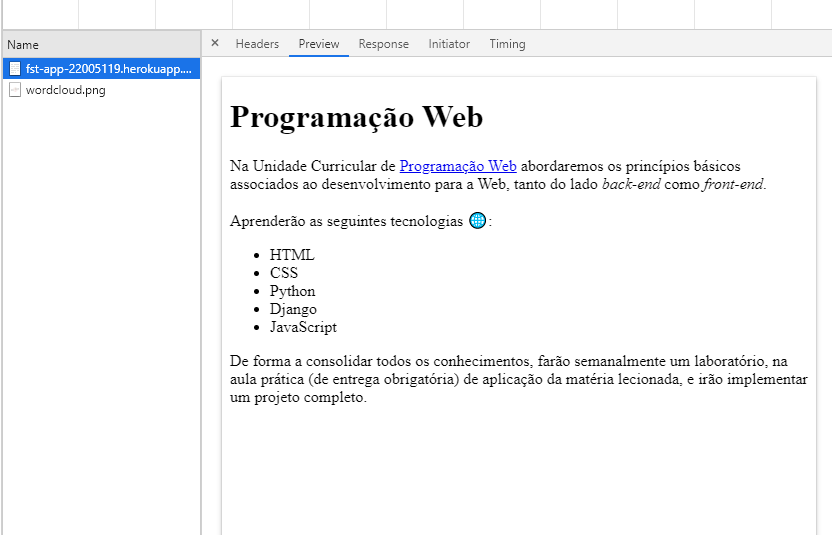 Name
fst-app-22005119.herokuapp....
wordcloud.png
× Headers Preview Response Initiator Timing
Programação Web
Na Unidade Curricular de Programação Web abordaremos os princípios básicos
associados ao desenvolvimento para a Web, tanto do lado back-end como front-end.
Aprenderão as seguintes tecnologias 🌐:
• HTML
• CSS
• Python
• Django
• JavaScript
De forma a consolidar todos os conhecimentos, farão semanalmente um laboratório, na
aula prática (de entrega obrigatória) de aplicação da matéria lecionada, e irão implementar
um projeto completo.